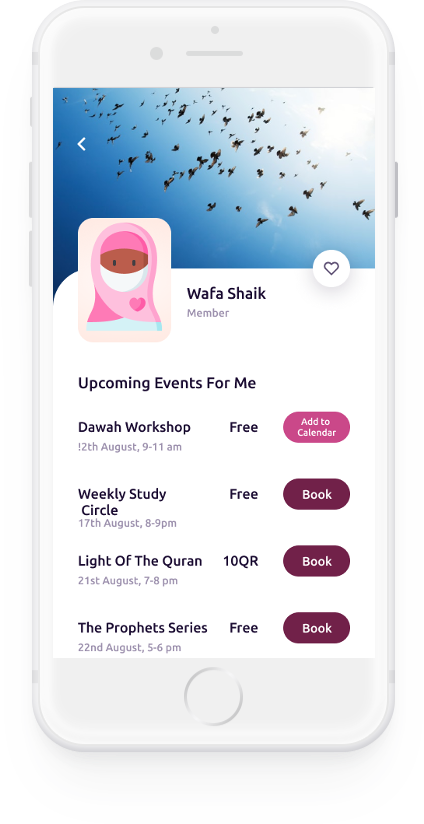 Wafa Shaik
Member
Upcoming Events For Me
Dawah Workshop Free Add to Calendar
!2th August, 9-11 am
Weekly Study Free Book
Circle
17th August, 8-9pm
Light Of The Quran 10QR Book
21st August, 7-8 pm
The Prophets Series Free Book
22nd August, 5-6 pm